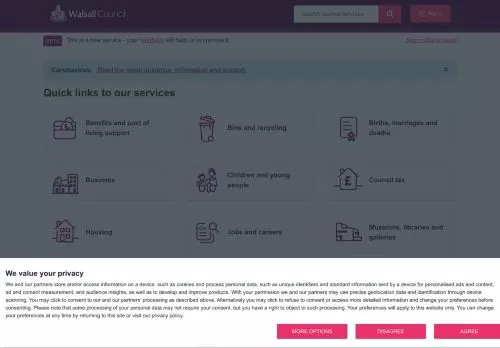 Walsall Council
Search council services
Menu
BETA This is a new service - your feedback will help us to improve it
Coronavirus: Read the latest guidance, information and support. ×
Quick links to our services
Benefits and cost of
living support
Bins and recycling
Births, marriages and
deaths
Business
Children and young
people
Council tax
Housing
Jobs and careers
Museums, libraries and
galleries
We value your privacy
We and our partners store and/or access information on a device, such as cookies and process personal data, such as unique identifiers and standard information sent by a device for personalised ads and content,
ad and content measurement, and audience insights, as well as to develop and improve products. With your permission we and our partners may use precise geolocation data and identification through device
scanning. You may click to consent to our and our partners' processing as described above. Alternatively you may click to refuse to consent or access more detailed information and change your preferences before
consenting. Please note that some processing of your personal data may not require your consent, but you have a right to object to such processing. Your preferences will apply to this website only. You can change
your preferences at any time by returning to this site or visit our privacy policy.
MORE OPTIONS
DISAGREE
AGREE